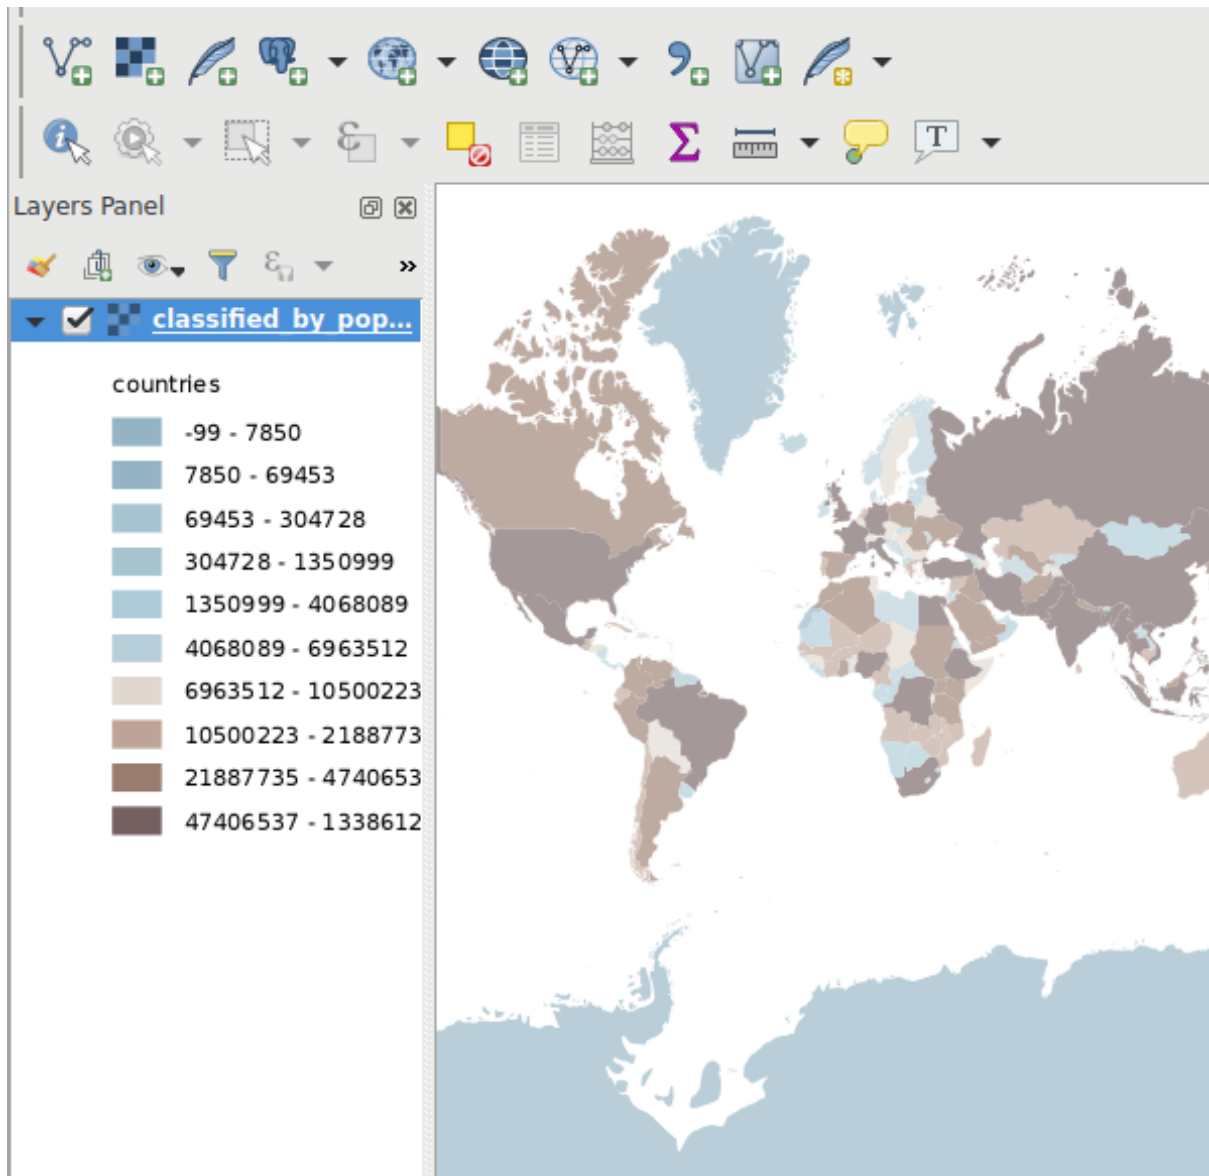 T
Layers Panel
classified_by_pop...
countries
-99 - 7850
7850 - 69453
69453 - 304728
304728 - 1350999
1350999 - 4068089
4068089 - 6963512
6963512 - 10500223
10500223 - 2188773
21887735 - 4740653
47406537 - 1338612